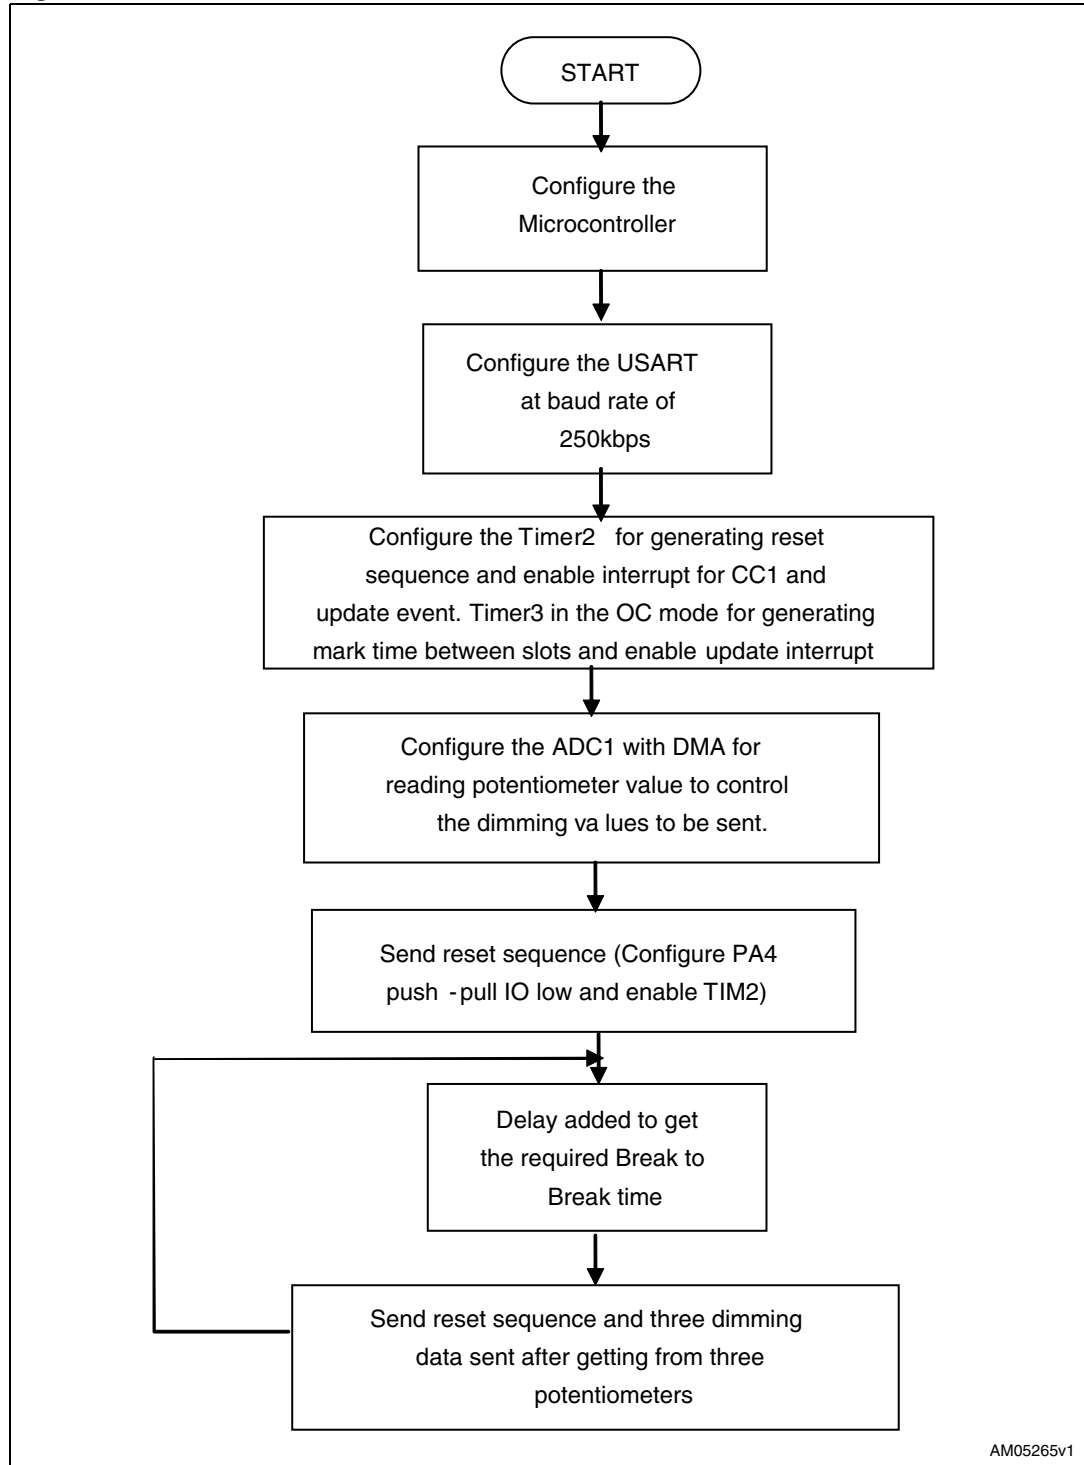 START
Configure the
Microcontroller
Configure the USART
at baud rate of
250kbps
Configure the Timer2 for generating reset
sequence and enable interrupt for CC1 and
update event. Timer3 in the OC mode for generating
mark time between slots and enable update interrupt
Configure the ADC1 with DMA for
reading potentiometer value to control
the dimming va lues to be sent.
Send reset sequence (Configure PA4
push - pull IO low and enable TIM2)
Delay added to get
the required Break to
Break time
Send reset sequence and three dimming
data sent after getting from three
potentiometers
AM05265v1